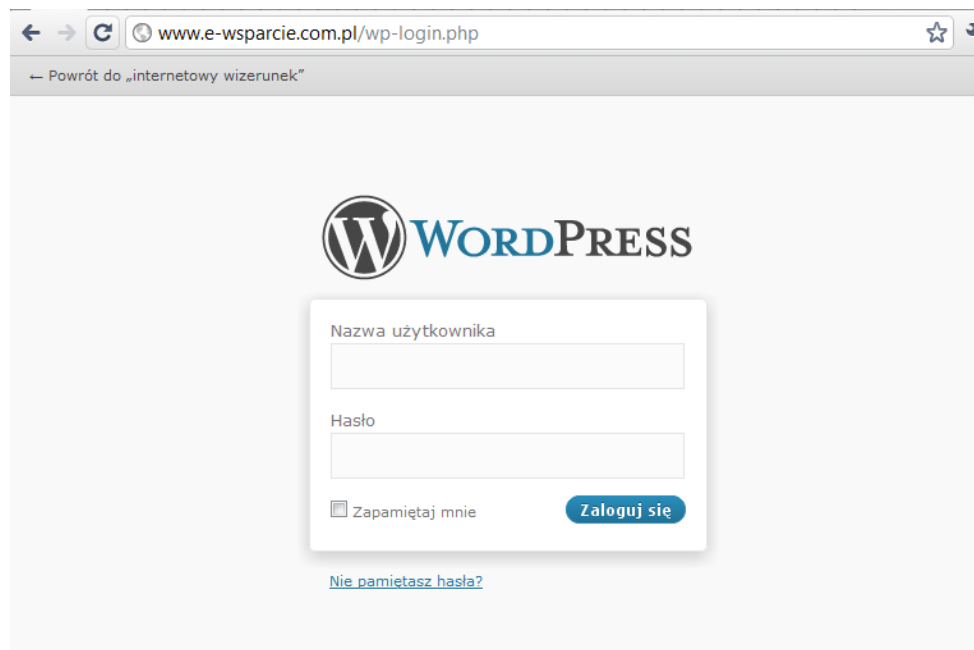 www.e-wsparcie.com.pl/wp-login.php
← Powrót do „internetowy wizerunek”
WORDPRESS
Nazwa użytkownika
Hasło
Zapamiętaj mnie
Zaloguj się
Nie pamiętasz hasła?